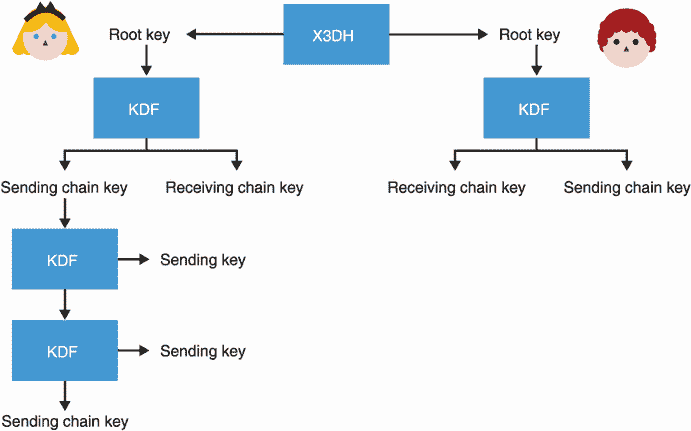 Root key
X3DH
Root key
KDF
KDF
Sending chain key
Receiving chain key
Receiving chain key
Sending chain key
KDF
Sending key
KDF
Sending key
Sending chain key